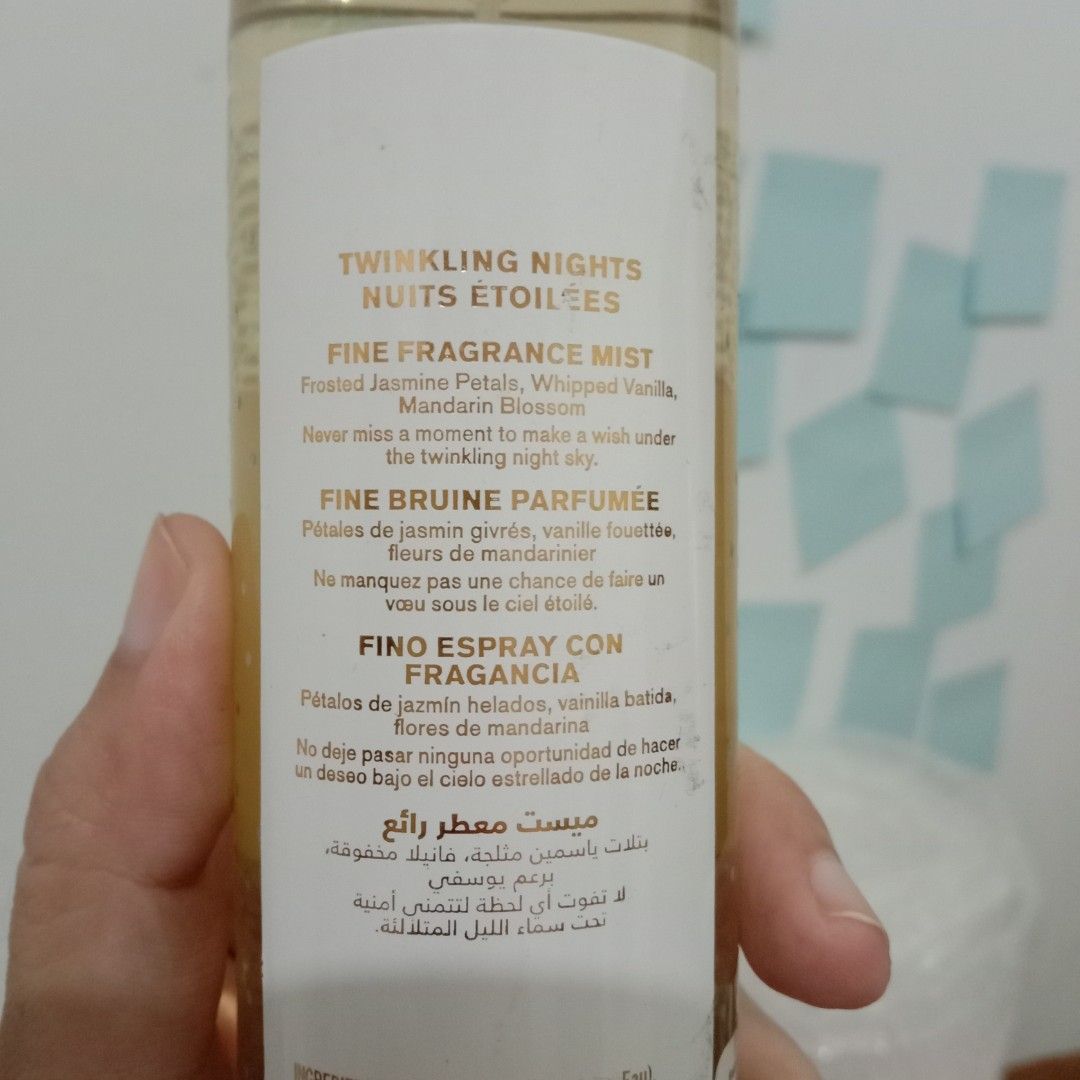 TWINKLING NIGHTS
NUITS ÉTOILÉES
FINE FRAGRANCE MIST
Frosted Jasmine Petals, Whipped Vanilla,
Mandarin Blossom
Never miss a moment to make a wish under
the twinkling night sky.
FINE BRUINE PARFUMÉE
Pétales de jasmin givrés, vanille fouettée,
fleurs de mandarinier
Ne manquez pas une chance de faire un
vœu sous le ciel étoilé.
FINO ESPRAY CON
FRAGANCIA
Pétalos de jazmín helados, vainilla batida,
flores de mandarina
No deje pasar ninguna oportunidad de hacer
un deseo bajo el cielo estrellado de la noche.
ميست معطر رائع
بتلات ياسمين مثلجة، فانيلا مخفوقة،
برعم يوسفي
لا تفوت أي لحظة لتتمنى أمنية
تحت سماء الليل المتلألئة.